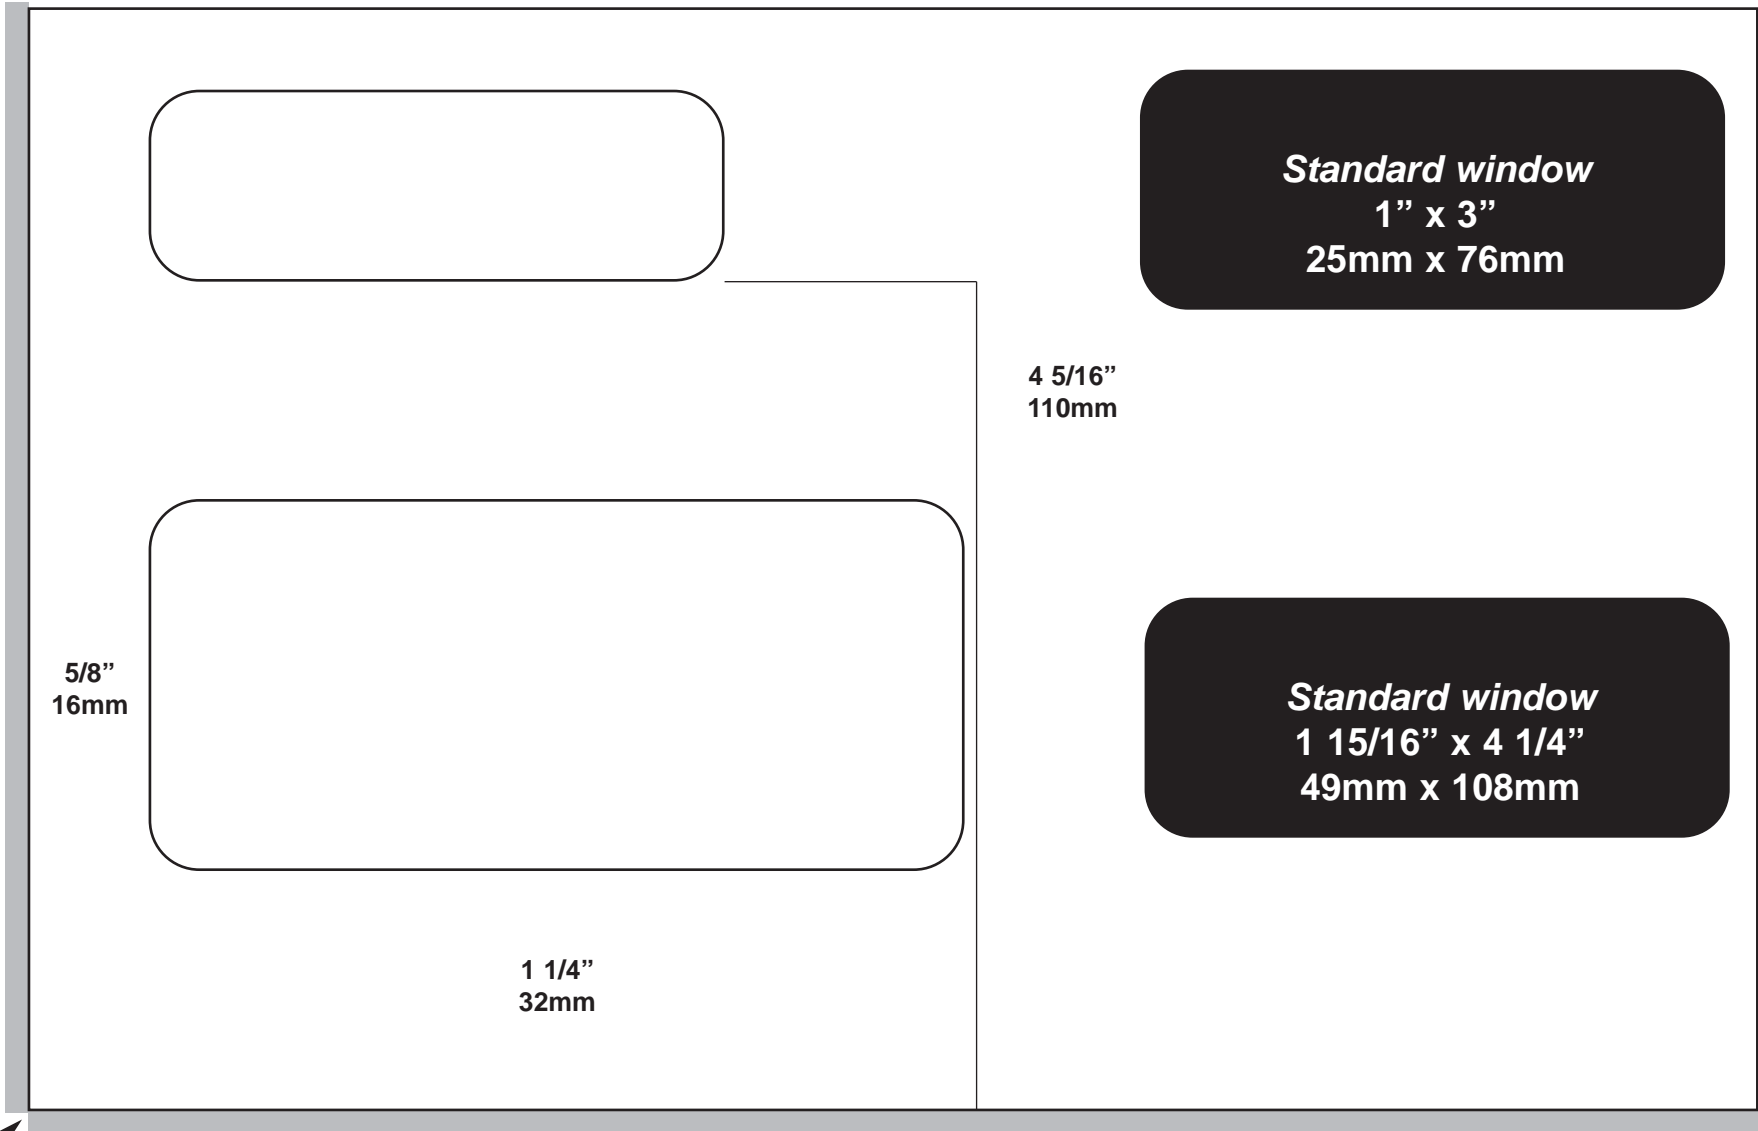 Standard window
1” x 3”
25mm x 76mm
4 5/16”
110mm
5/8”
16mm
Standard window
1 15/16” x 4 1/4”
49mm x 108mm
1 1/4”
32mm